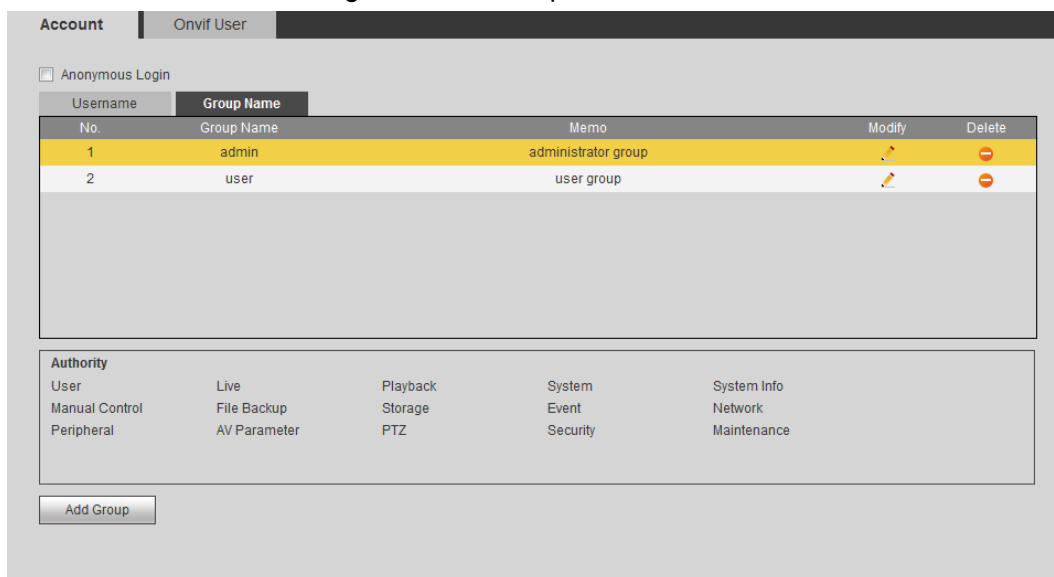 Account Onvif User
Anonymous Login
Username Group Name
No. Group Name Memo Modify Delete
1 admin administrator group
2 user user group
Authority
User Live Playback System System Info
Manual Control File Backup Storage Event Network
Peripheral AV Parameter PTZ Security Maintenance
Add Group